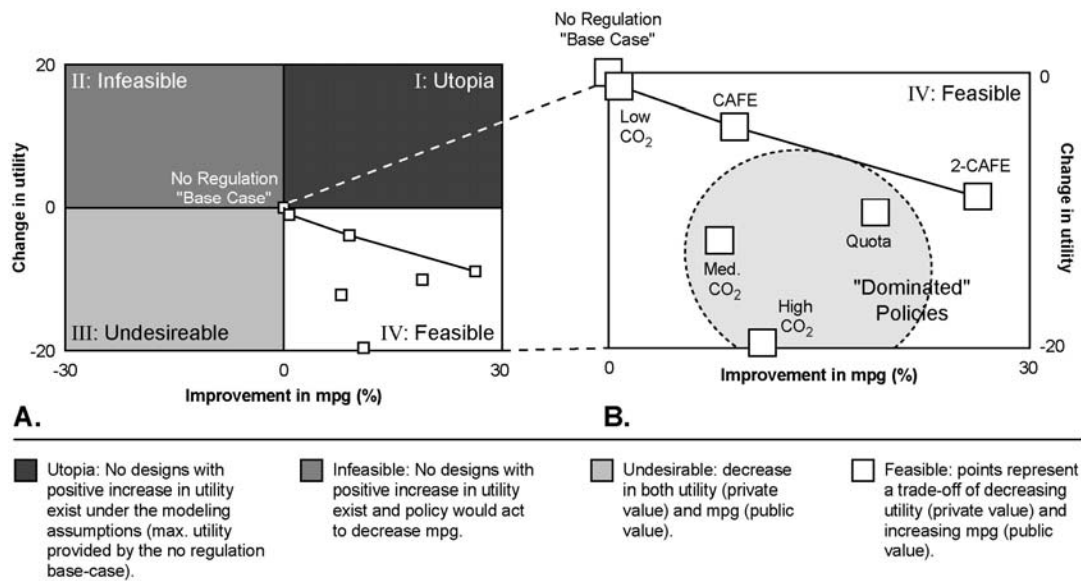 No Regulation
"Base Case"
20
II: Infeasible
I: Utopia
0
IV: Feasible
CAFE
Low
CO2
No Regulation
"Base Case"
2-CAFE
Change in utility
0
Change in utility
Quota
Med.
CO2
"Dominated"
Policies
III: Undesireable
IV: Feasible
High
CO2
-20
-20
-30
0
30
0
30
Improvement in mpg (%)
Improvement in mpg (%)
A.
B.
Utopia: No designs with
positive increase in utility
exist under the modeling
assumptions (max. utility
provided by the no regulation
base-case).
Infeasible: No designs with
positive increase in utility
exist and policy would act
to decrease mpg.
Undesirable: decrease
in both utility (private
value) and mpg (public
value).
Feasible: points represent
a trade-off of decreasing
utility (private value) and
increasing mpg (public
value).